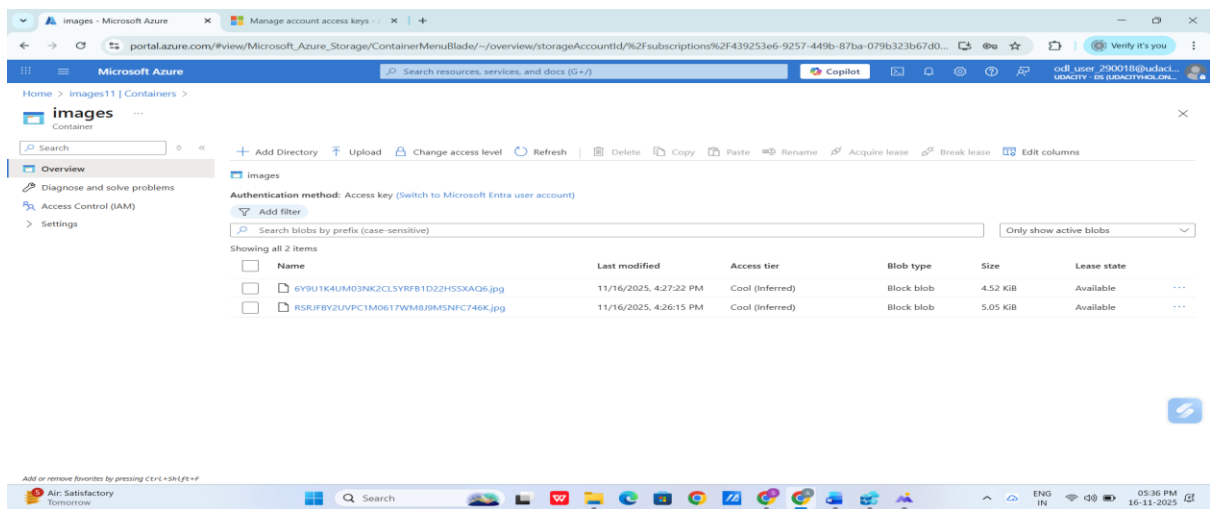 images - Microsoft Azure
Manage account access keys -
portal.azure.com/#view/Microsoft_Azure_Storage/ContainerMenuBlade/~/overview/storageAccountId/%2Fsubscriptions%2F439253e6-9257-449b-87ba-079b323b67d0...
Verify it's you
Microsoft Azure
Search resources, services, and docs (G+/)
Copilot
odl_user_290018@udaci...
UDACITY - DS (UDACITYHOL.ON...
Home > images11 | Containers >
images ...
Container
Search
Add Directory Upload Change access level Refresh Delete Copy Paste Rename Acquire lease Break lease Edit columns
Overview
Diagnose and solve problems
Access Control (IAM)
Settings
images
Authentication method: Access key (Switch to Microsoft Entra user account)
Add filter
Search blobs by prefix (case-sensitive)
Only show active blobs
Showing all 2 items
Name Last modified Access tier Blob type Size Lease state
6Y9U1K4UM03NK2CL5YRFB1D22HSSXAQ6.jpg 11/16/2025, 4:27:22 PM Cool (Inferred) Block blob 4.52 KiB Available ...
RSRJFBY2UVPC1M0617WM8J9MSNFC746K.jpg 11/16/2025, 4:26:15 PM Cool (Inferred) Block blob 5.05 KiB Available ...
Add or remove favorites by pressing Ctrl+Shift+F
5
Air: Satisfactory
Tomorrow
Search
ENG
IN
05:36 PM
16-11-2025